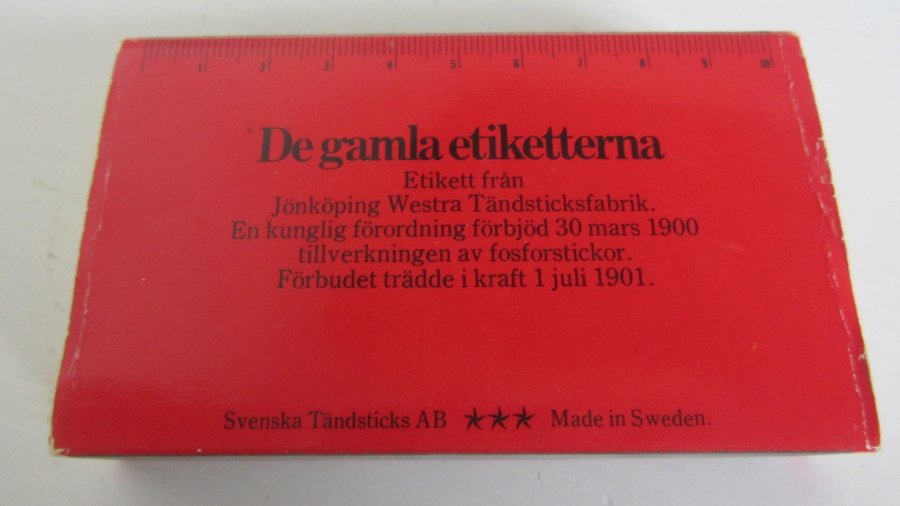 1 2 3 4 5 6 7 8 9 10
De gamla etiketterna
Etikett från
Jönköping Westra Tändsticksfabrik.
En kunglig förordning förbjöd 30 mars 1900
tillverkningen av fosforstickor.
Förbudet trädde i kraft 1 juli 1901.
Svenska Tändsticks AB ★★★ Made in Sweden.